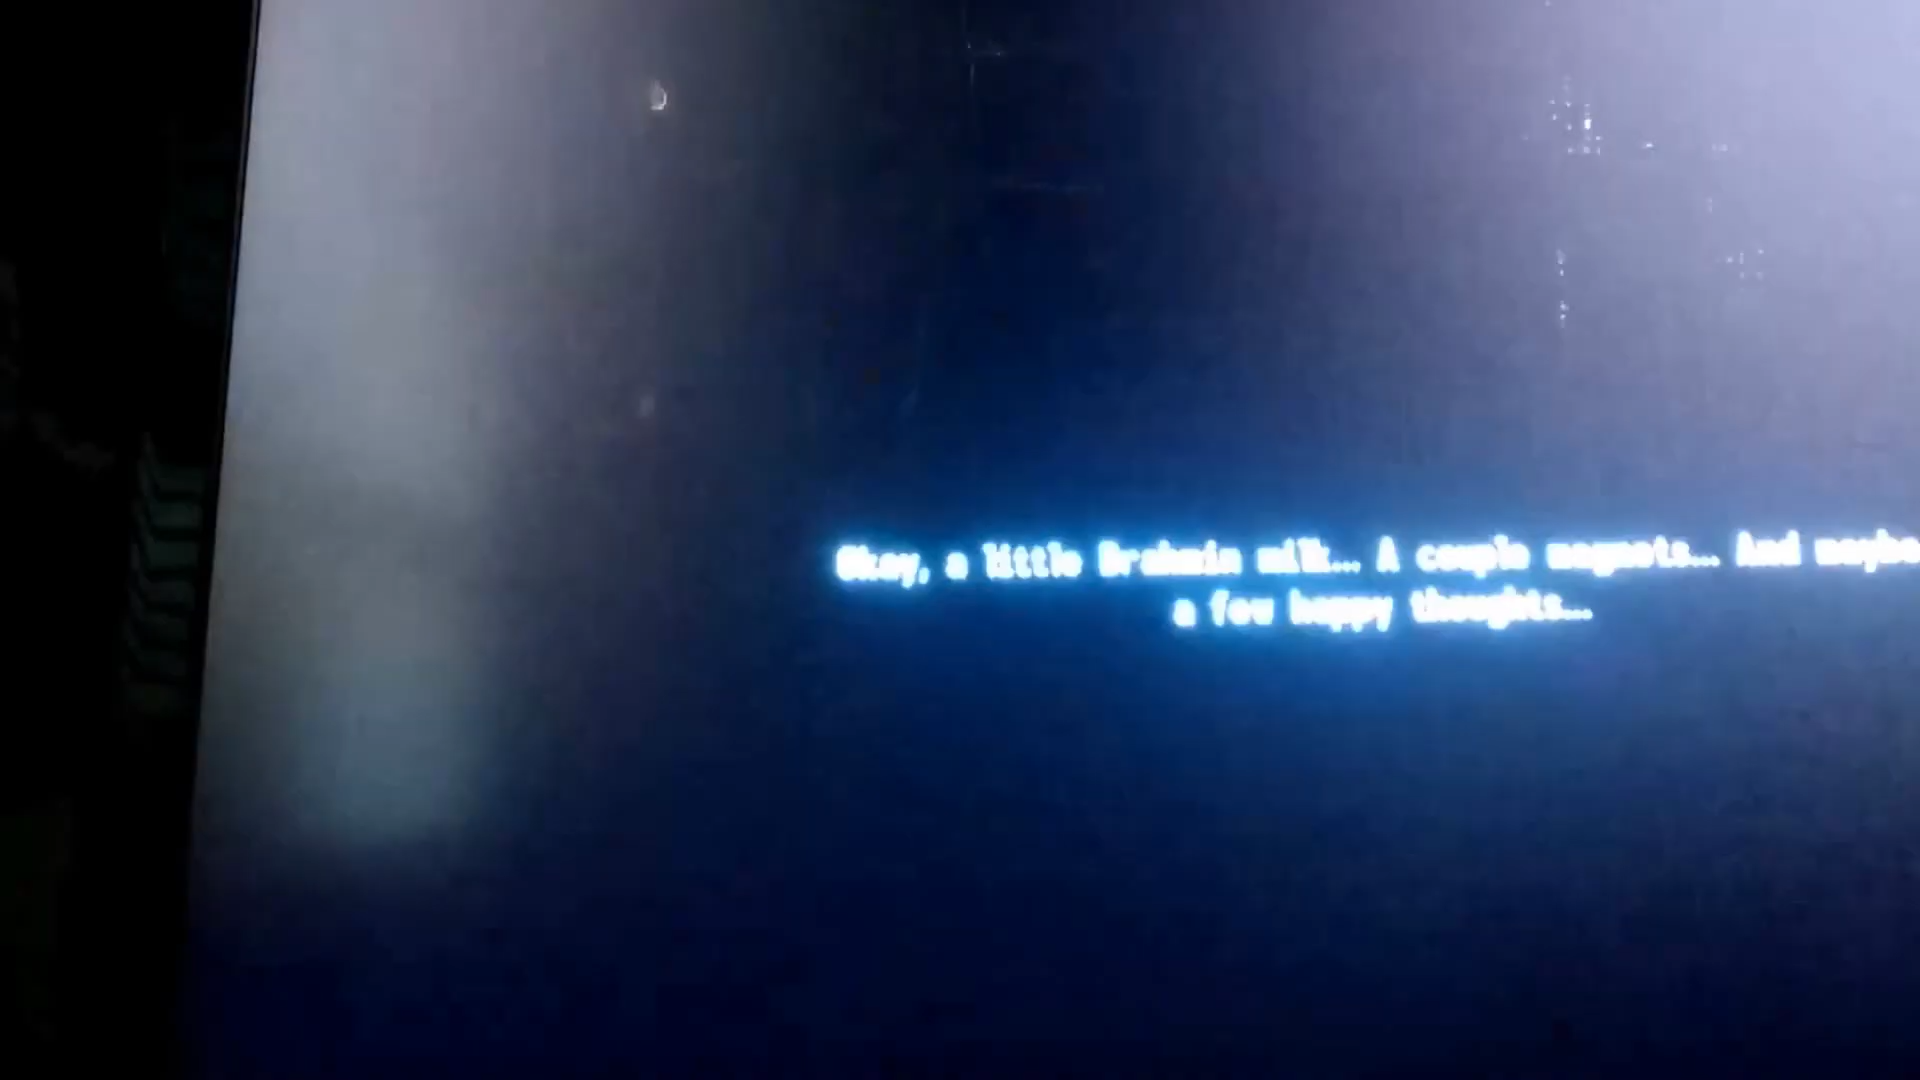 Okay, a little Brahmin milk... A couple magnets... And maybe
a few happy thoughts...